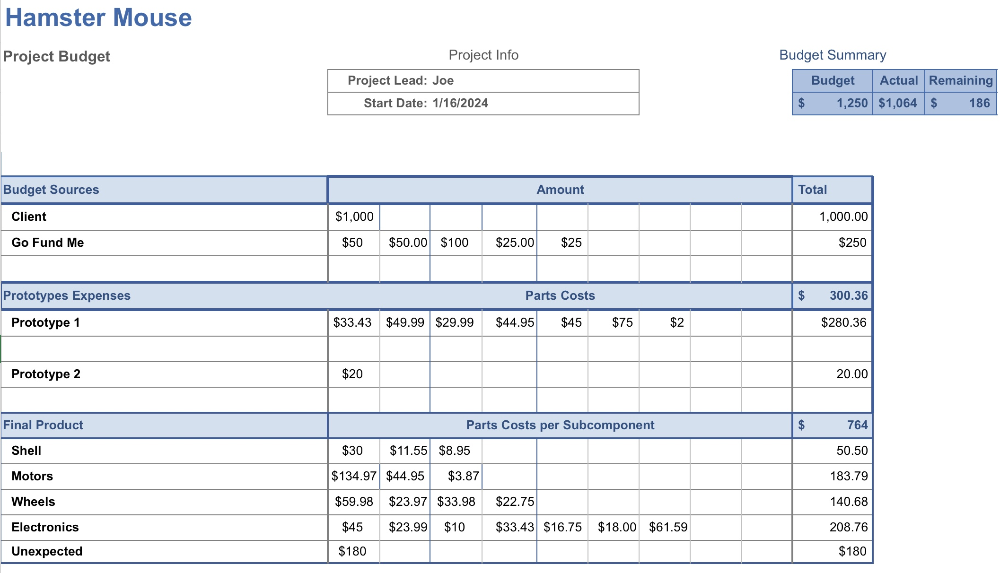 Hamster Mouse
Project Budget
Project Info
Budget Summary
Project Lead: Joe
Budget Actual Remaining
Start Date: 1/16/2024
$ 1,250 $1,064 $ 186
Budget Sources Amount Total
Client $1,000 1,000.00
Go Fund Me $50 $50.00 $100 $25.00 $25 $250
Prototypes Expenses Parts Costs $ 300.36
Prototype 1 $33.43 $49.99 $29.99 $44.95 $45 $75 $2 $280.36
Prototype 2 $20 20.00
Final Product Parts Costs per Subcomponent $ 764
Shell $30 $11.55 $8.95 50.50
Motors $134.97 $44.95 $3.87 183.79
Wheels $59.98 $23.97 $33.98 $22.75 140.68
Electronics $45 $23.99 $10 $33.43 $16.75 $18.00 $61.59 208.76
Unexpected $180 $180